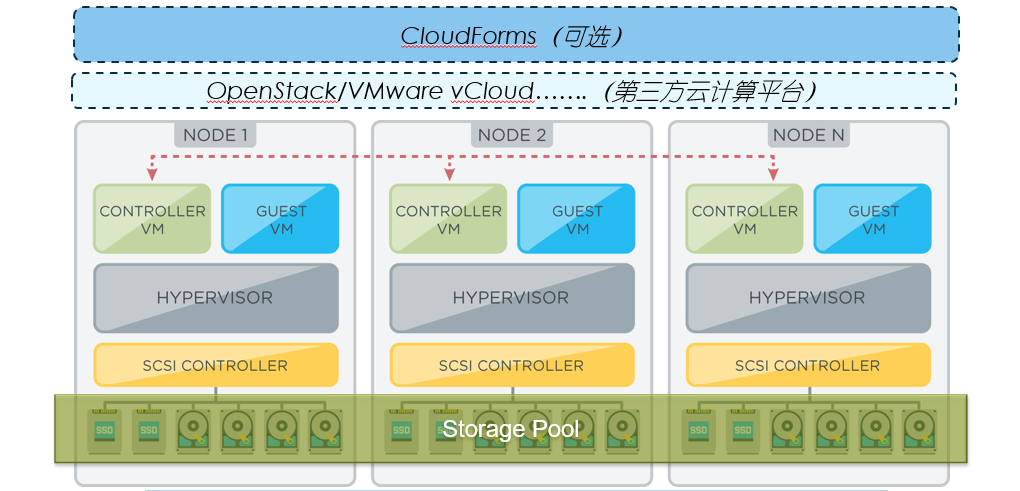 CloudForms（可选）
OpenStack/VMware vCloud…….（第三方云计算平台）
NODE 1
NODE 2
NODE N
CONTROLLER
VM
GUEST
VM
CONTROLLER
VM
GUEST
VM
CONTROLLER
VM
GUEST
VM
HYPERVISOR
HYPERVISOR
HYPERVISOR
SCSI CONTROLLER
SCSI CONTROLLER
SCSI CONTROLLER
SSD
SSD
SSD
SSD
SSD
SSD
Storage Pool